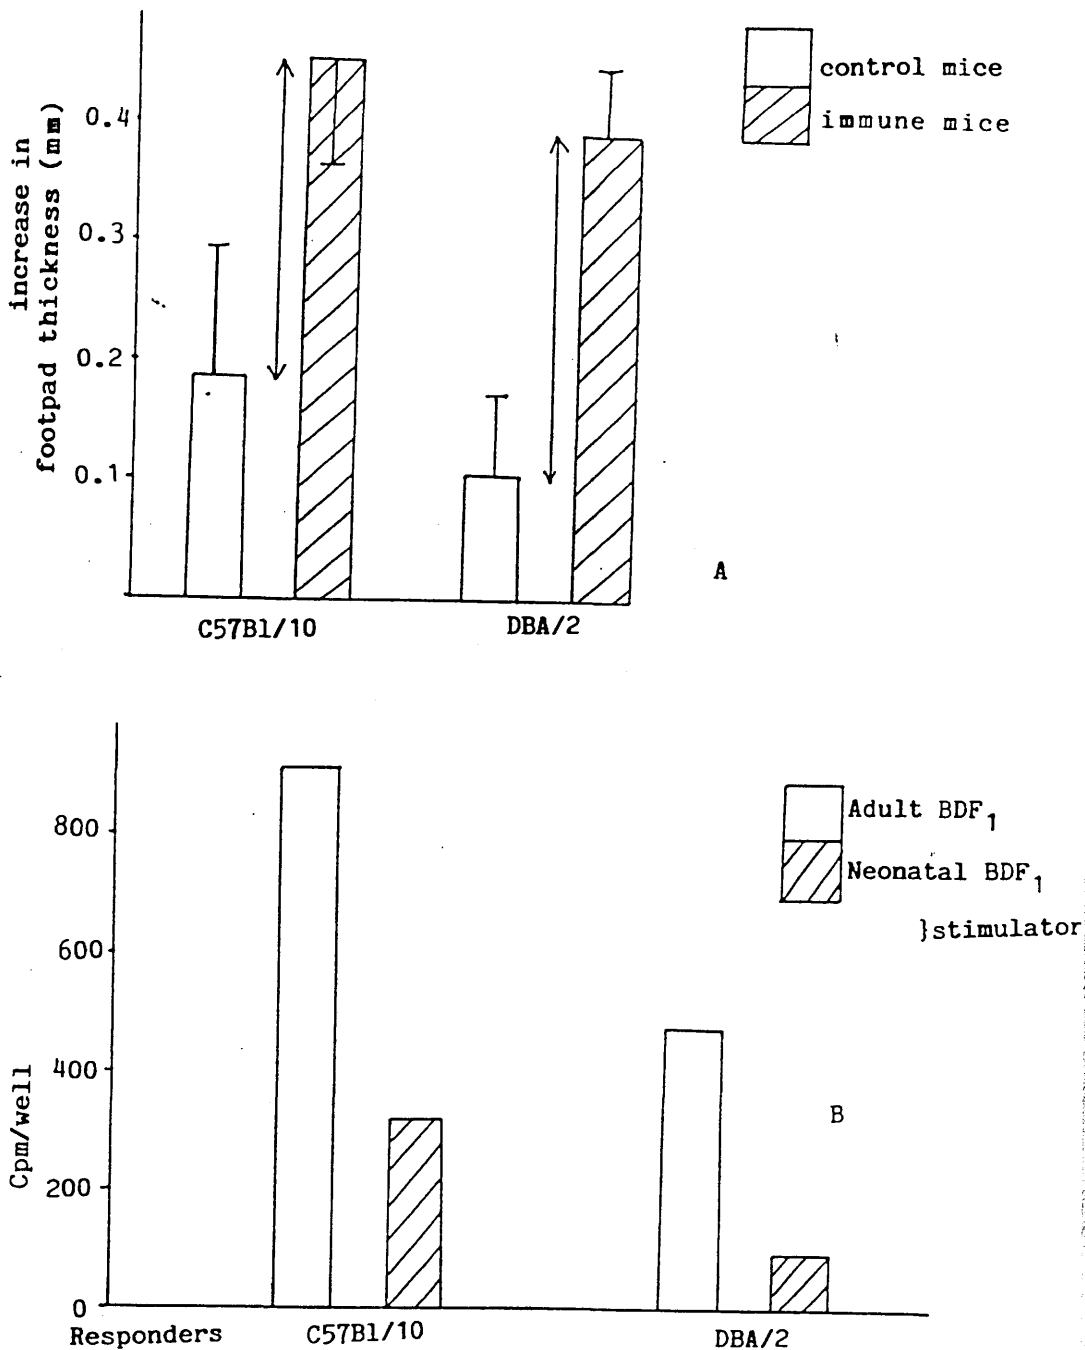 increase in
footpad thickness (mm)
0.4
0.3
0.2
0.1
C57Bl/10
DBA/2
control mice
immune mice
A
Cpm/well
800
600
400
200
0
Responders
C57Bl/10
DBA/2
Adult BDF1
Neonatal BDF1
}stimulator
B